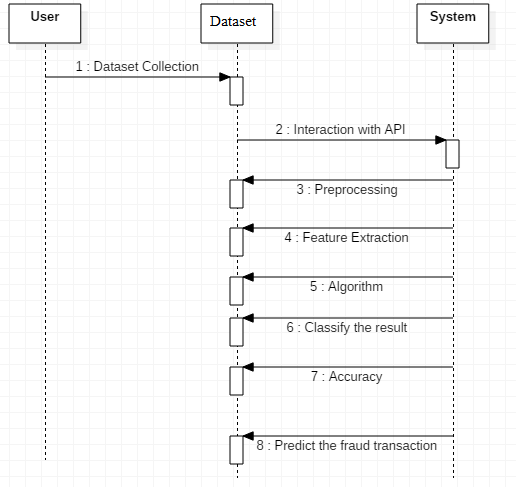 User
Dataset
System
1 : Dataset Collection
2 : Interaction with API
3 : Preprocessing
4 : Feature Extraction
5 : Algorithm
6 : Classify the result
7 : Accuracy
8 : Predict the fraud transaction